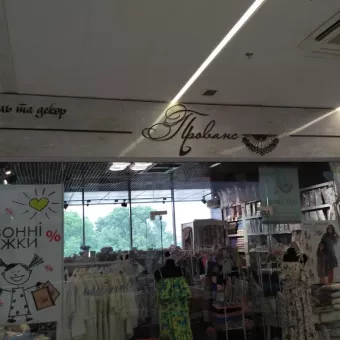 ль та декор
Прованс
онні
жки %